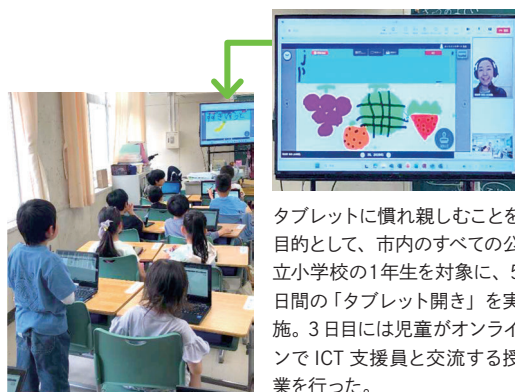 タブレットに慣れ親しむことを
目的として、市内のすべての公
立小学校の1年生を対象に、5
日間の「タブレット開き」を実
施。3日目には児童がオンライ
ンでICT 支援員と交流する授
業を行った。